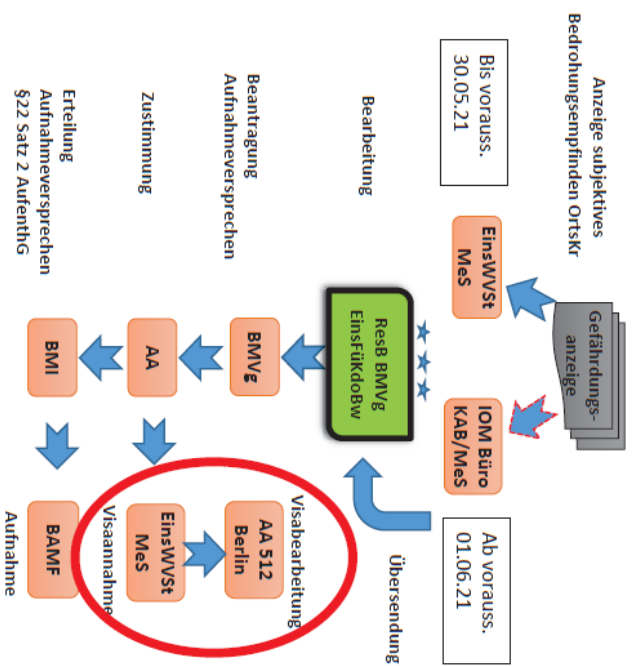 Anzeige subjektives
Bedrohungsempfinden OrtsKr
Gefährdungs-
anzeige
Bis vorauss.
30.05.21
EinsWVSt
MeS
IOM Büro
KAB/MeS
Ab vorauss.
01.06.21
Bearbeitung
ResB BMVg
EinsFüKdoBw
Übersendung
Beantragung
Aufnahmeversprechen
BMVg
AA 512
Berlin
Visabearbeitung
Zustimmung
AA
EinsWVSt
MeS
Visaannahme
Erteilung
Aufnahmeversprechen
§22 Satz 2 AufenthG
BMI
BAMF
Aufnahme